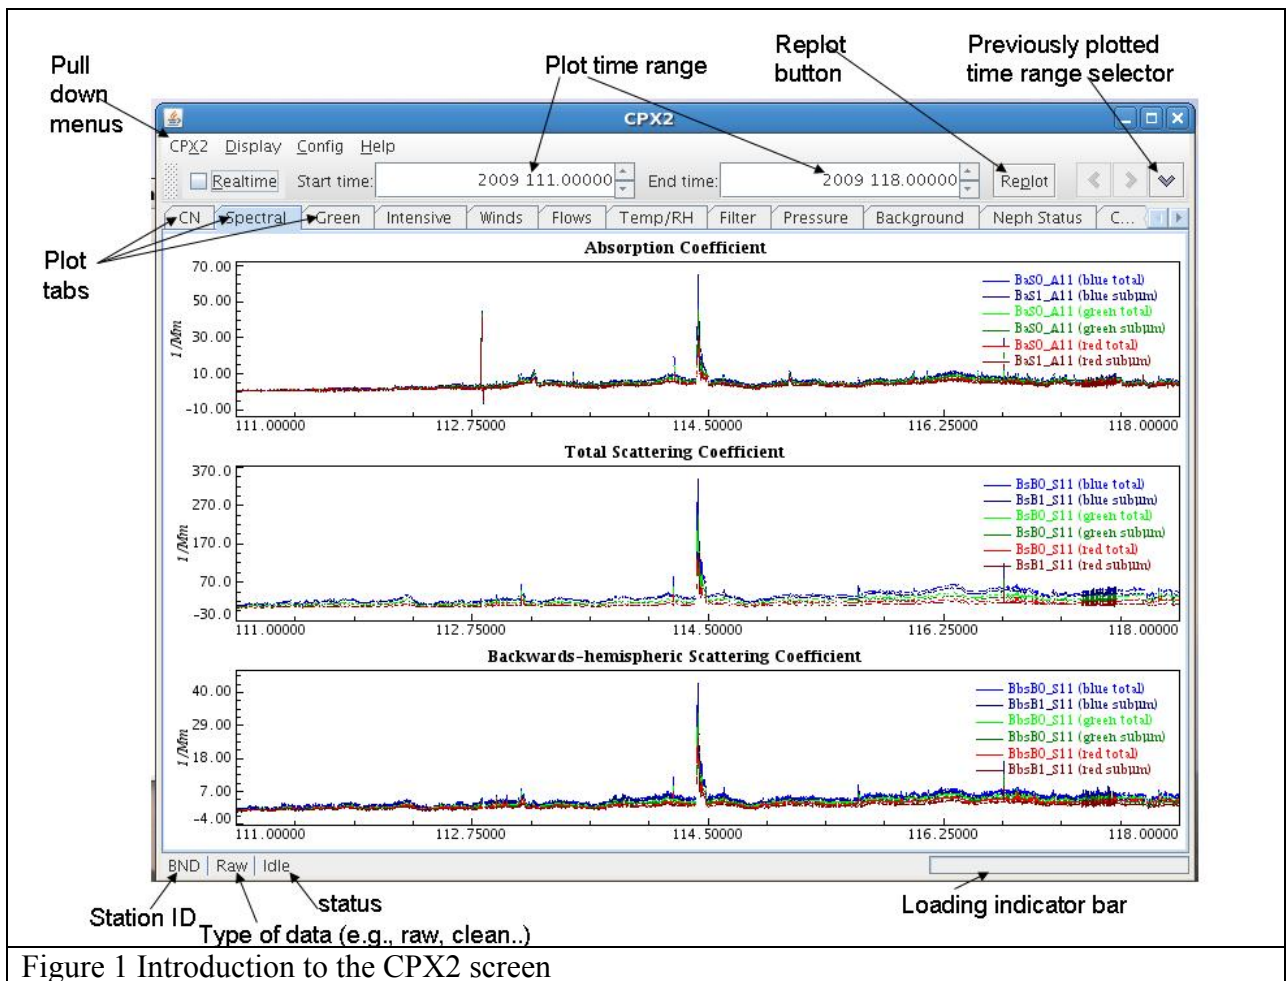 Pull
down
menus
Plot time range
Replot
button
Previously plotted
time range selector
CPX2
CPX2 Display Config Help
Realtime Start time: 2009 111.00000 End time: 2009 118.00000 Replot
CN Spectral Green Intensive Winds Flows Temp/RH Filter Pressure Background Neph Status C...
Plot
tabs
Absorption Coefficient
70.00
50.00
30.00
10.00
-10.00
1/Mm
BaS0_A11 (blue total)
BaS1_A11 (blue subµm)
BaS0_A11 (green total)
BaS0_A11 (green subµm)
BaS0_A11 (red total)
BaS1_A11 (red subµm)
111.00000 112.75000 114.50000 116.25000 118.00000
Total Scattering Coefficient
370.0
270.0
170.0
70.0
-30.0
1/Mm
BsB0_S11 (blue total)
BsB1_S11 (blue subµm)
BsB0_S11 (green total)
BsB0_S11 (green subµm)
BsB0_S11 (red total)
BsB1_S11 (red subµm)
111.00000 112.75000 114.50000 116.25000 118.00000
Backwards-hemispheric Scattering Coefficient
40.00
29.00
18.00
7.00
-4.00
1/Mm
BbsB0_S11 (blue total)
BbsB1_S11 (blue subµm)
BbsB0_S11 (green total)
BbsB0_S11 (green subµm)
BbsB0_S11 (red total)
BbsB1_S11 (red subµm)
111.00000 112.75000 114.50000 116.25000 118.00000
BND Raw Idle
Station ID
status
Type of data (e.g., raw, clean..)
Loading indicator bar
Figure 1 Introduction to the CPX2 screen